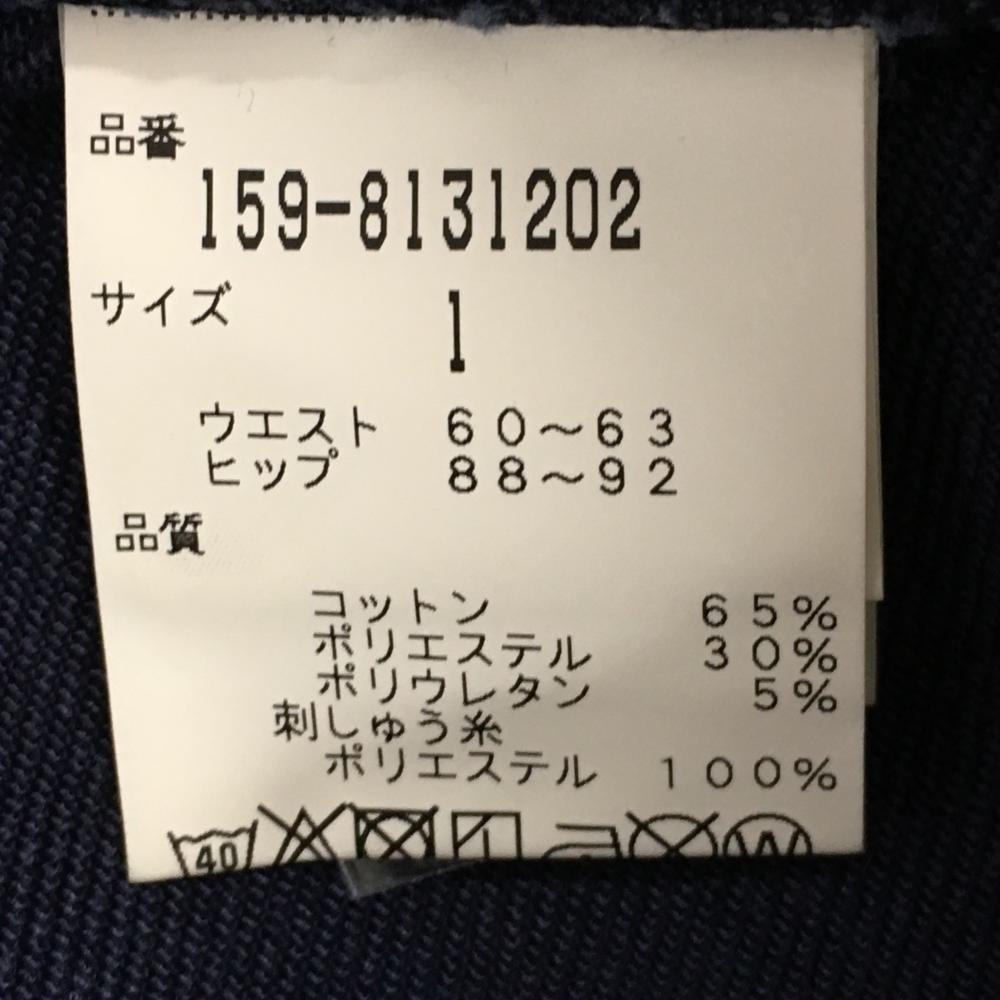 品番
159-8131202
サイズ 1
ウエスト 60～63
ヒップ 88～92
品質
コットン 65%
ポリエステル 30%
ポリウレタン 5%
刺しゅう糸
ポリエステル 100%
40 W